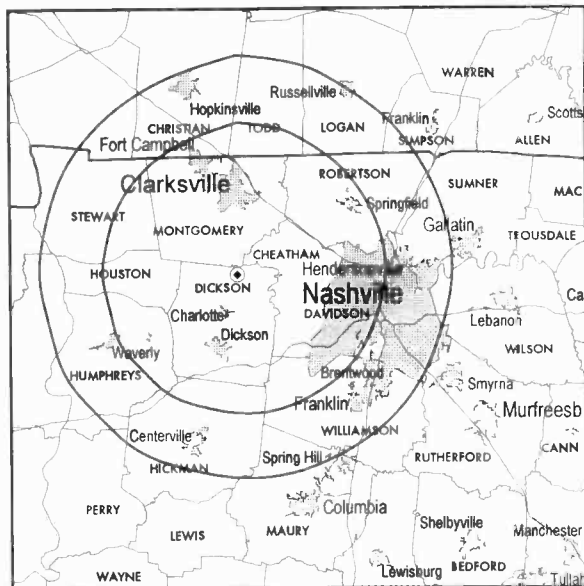 WARREN
Russellville
Hopkinsville
Franklin
Scotts
CHRISTIAN
TODD
LOGAN
SIMPSON
ALLEN
Fort Campbell
ROBERTSON
Clarksville
SUMNER
MAC
Springfield
STEWART
Gallatin
TROUSDALE
MONTGOMERY
CHEATHAM
HOUSTON
DICKSON
Nashville
Ca
Charlotte
DAVIDSON
Lebanon
Dickson
Waverly
WILSON
HUMPHREYS
Brentwood
Smyrna
Franklin
Murfreesb
Centerville
WILLIAMSON
CANN
HICKMAN
Spring Hill
RUTHERFORD
PERRY
Columbia
LEWIS
MAURY
Shelbyville
Manchester
WAYNE
Lewisburg
BEDFORD